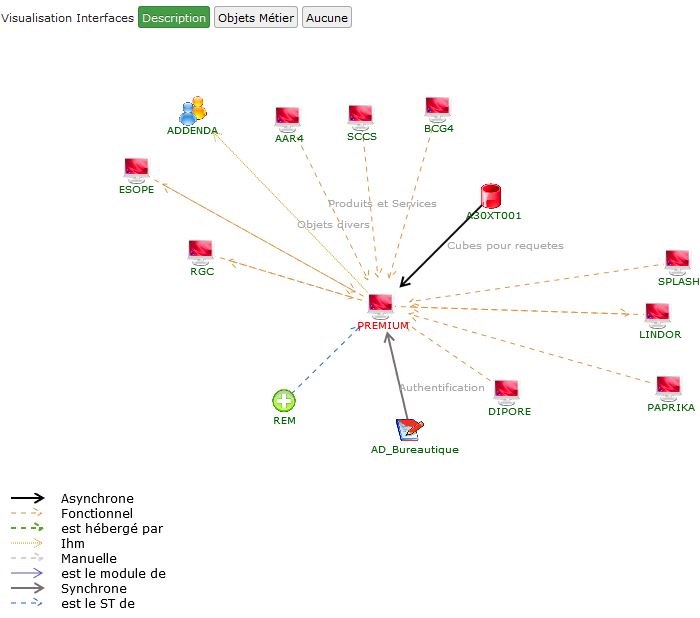 Visualisation Interfaces Description Objets Métier Aucune
ADDENDA
AAR4
SCCS
BCG4
ESOPE
Produits et Services
A30XT001
Objets divers
Cubes pour requetes
RGC
SPLASH
PREMIUM
LINDOR
Authentification
DIPORE
PAPRIKA
REM
AD_Bureautique
Asynchrone
Fonctionnel
est hébergé par
Ihm
Manuelle
est le module de
Synchrone
est le ST de